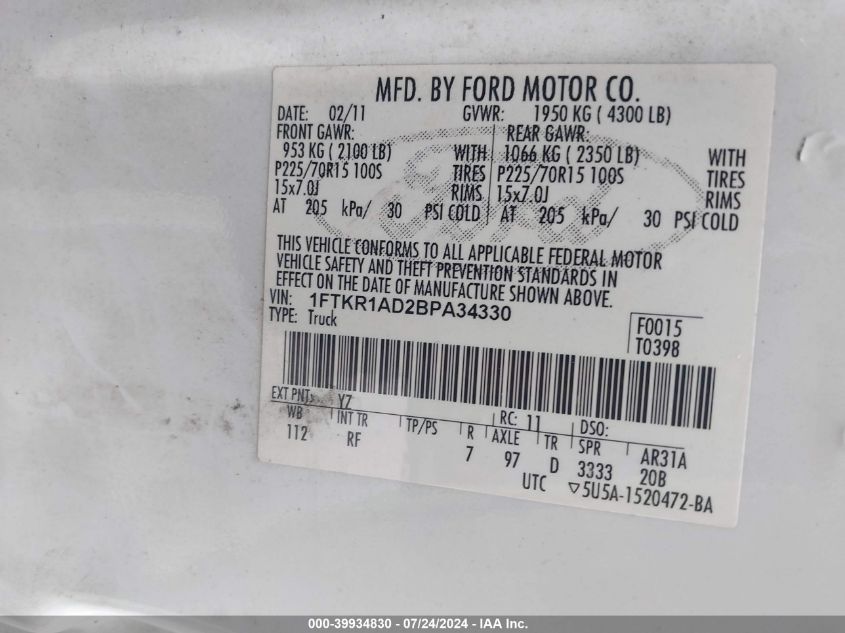 MFD. BY FORD MOTOR CO.
DATE: 02/11 GVWR: 1950 KG ( 4300 LB)
FRONT GAWR: REAR GAWR:
953 KG ( 2100 LB) WITH 1066 KG ( 2350 LB) WITH
P225/70R15 100S TIRES P225/70R15 100S TIRES
15x7.0J RIMS 15x7.0J RIMS
AT 205 kPa/ 30 PSI COLD AT 205 kPa/ 30 PSI COLD
Ford
THIS VEHICLE CONFORMS TO ALL APPLICABLE FEDERAL MOTOR
VEHICLE SAFETY AND THEFT PREVENTION STANDARDS IN
EFFECT ON THE DATE OF MANUFACTURE SHOWN ABOVE.
VIN: 1FTKR1AD2BPA34330
TYPE: Truck
F0015
T0398
EXT PNT: YZ RC: 11 DSO:
WB INT TR TP/PS R AXLE TR SPR AR31A
112 RF 7 97 D 3333 20B
UTC ▽5U5A-1520472-BA
000-39934830 - 07/24/2024 - IAA Inc.